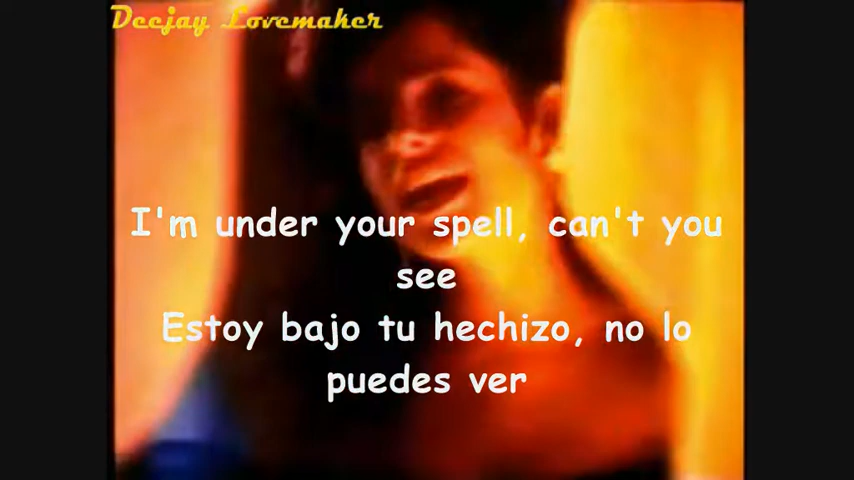 Deejay Lovemaker
I'm under your spell, can't you
see
Estoy bajo tu hechizo, no lo
puedes ver